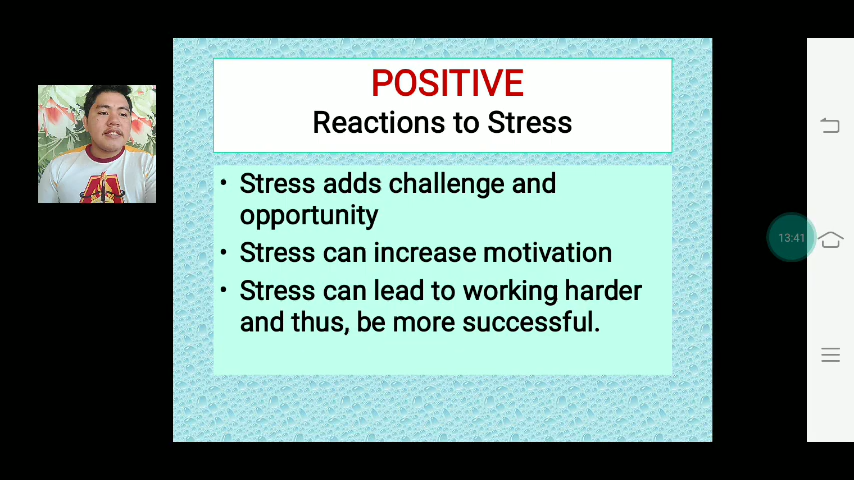 POSITIVE
Reactions to Stress
• Stress adds challenge and
opportunity
• Stress can increase motivation
• Stress can lead to working harder
and thus, be more successful.
13:41